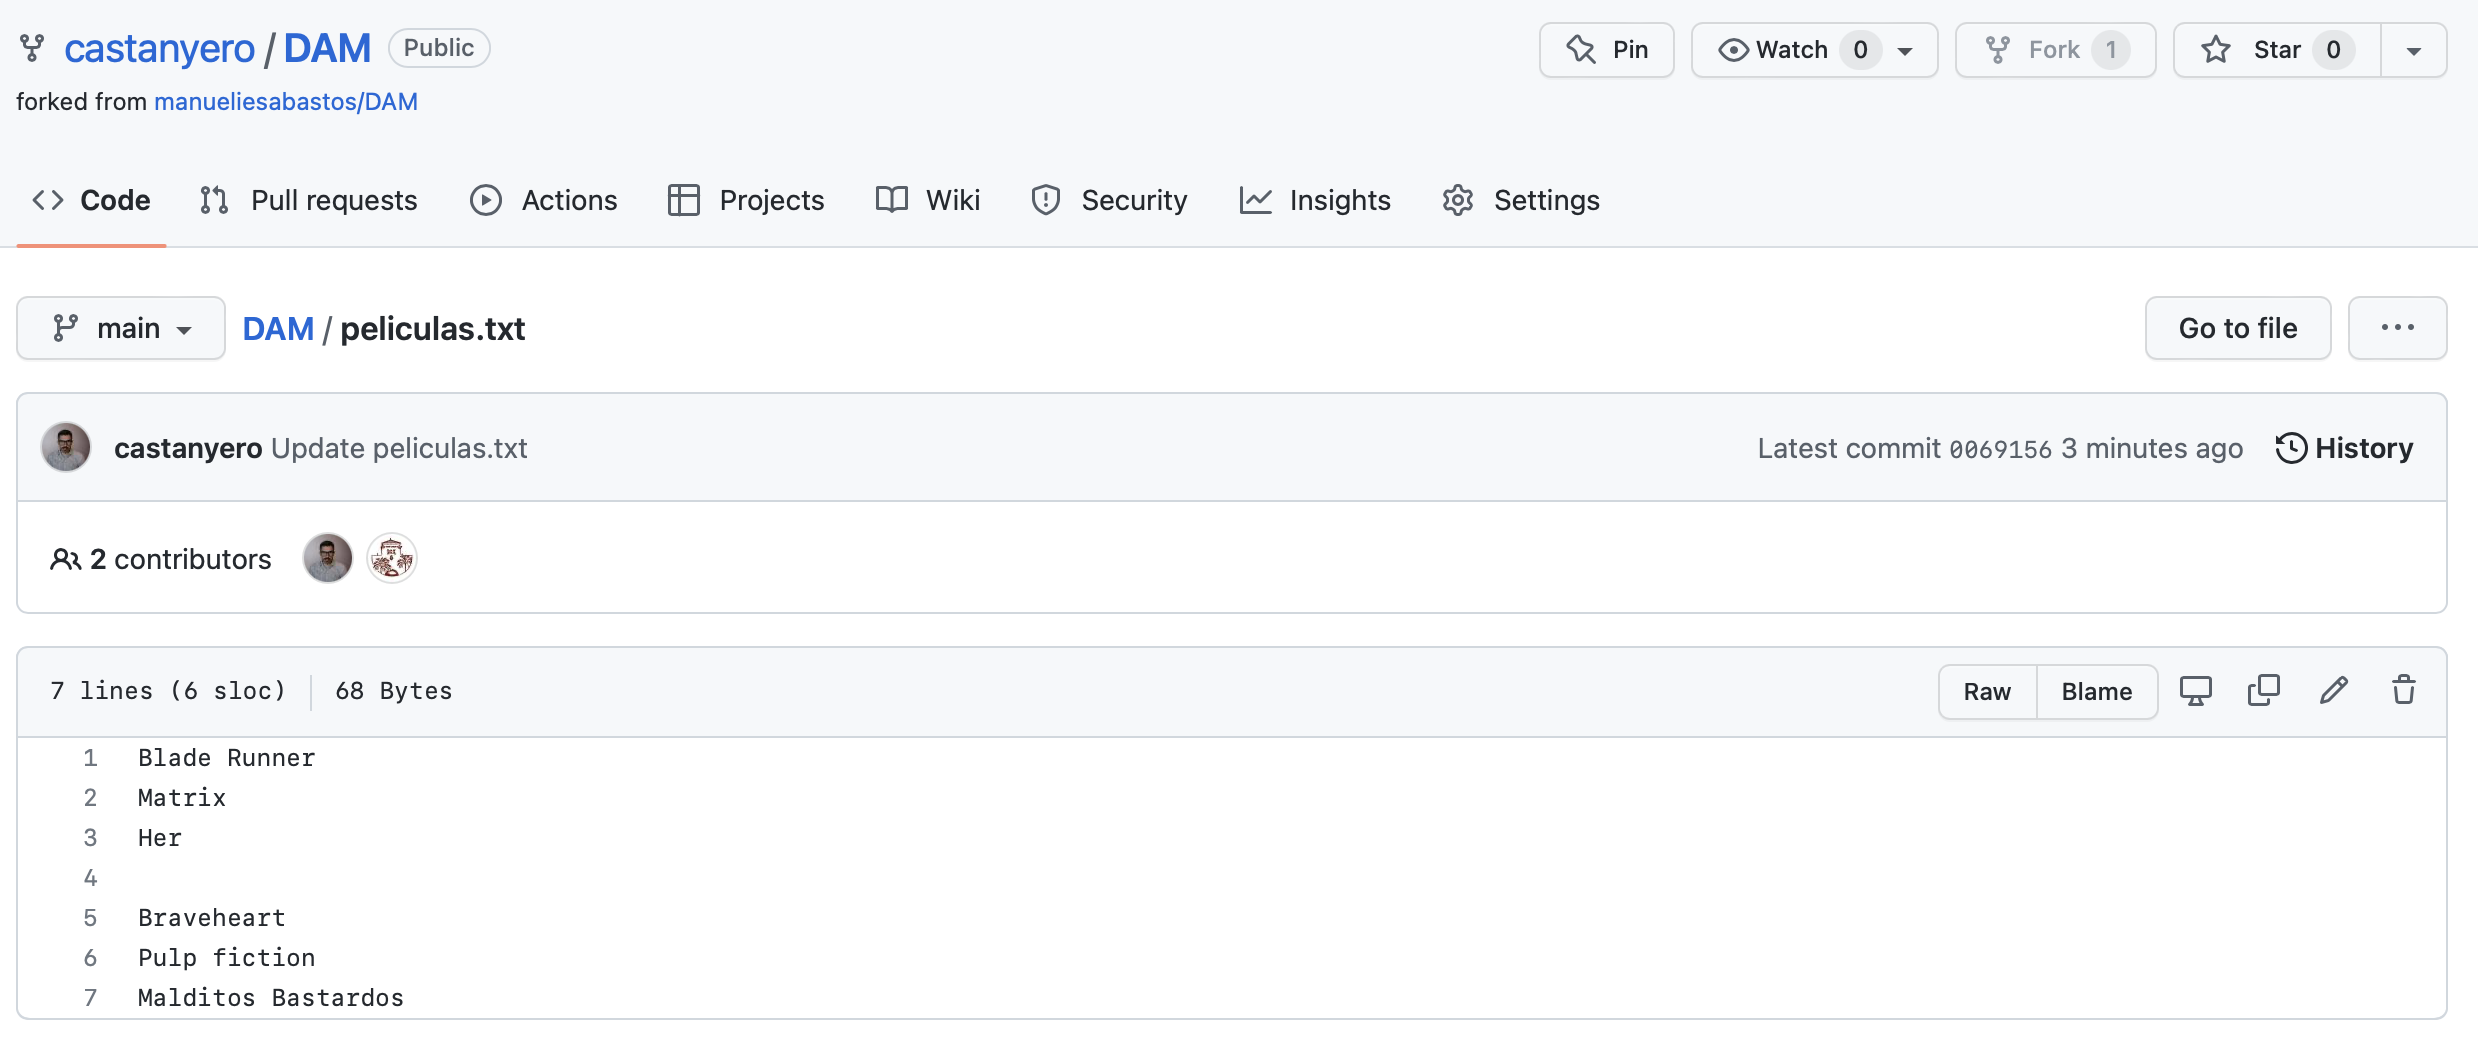 castanyero / DAM Public Pin Watch 0 Fork 1 Star 0
forked from manueliesabastos/DAM
Code Pull requests Actions Projects Wiki Security Insights Settings
main DAM / peliculas.txt Go to file ...
castanyero Update peliculas.txt Latest commit 0069156 3 minutes ago History
2 contributors
7 lines (6 sloc) 68 Bytes Raw Blame
1 Blade Runner
2 Matrix
3 Her
4
5 Braveheart
6 Pulp fiction
7 Malditos Bastardos